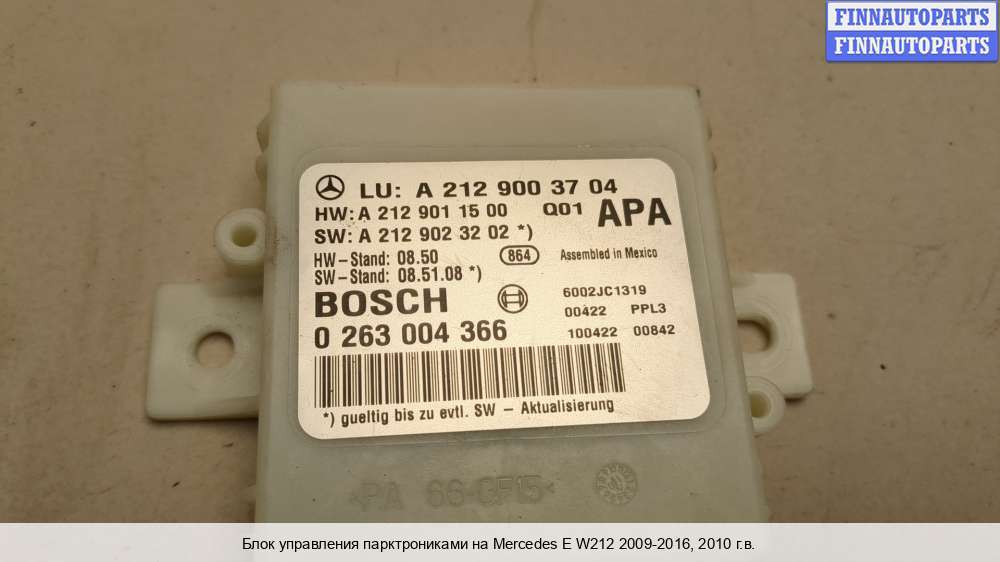 FINNAUTOPARTS
FINNAUTOPARTS
LU: A 212 900 37 04
HW: A 212 901 15 00 Q01 APA
SW: A 212 902 32 02 *)
HW-Stand: 08.50 864 Assembled in Mexico
SW-Stand: 08.51.08 *)
BOSCH 6002JC1319
00422 PPL3
0 263 004 366 100422 00842
*) gueltig bis zu evtl. SW - Aktualisierung
>PA 66-GF15<
Блок управления парктрониками на Mercedes E W212 2009-2016, 2010 г.в.